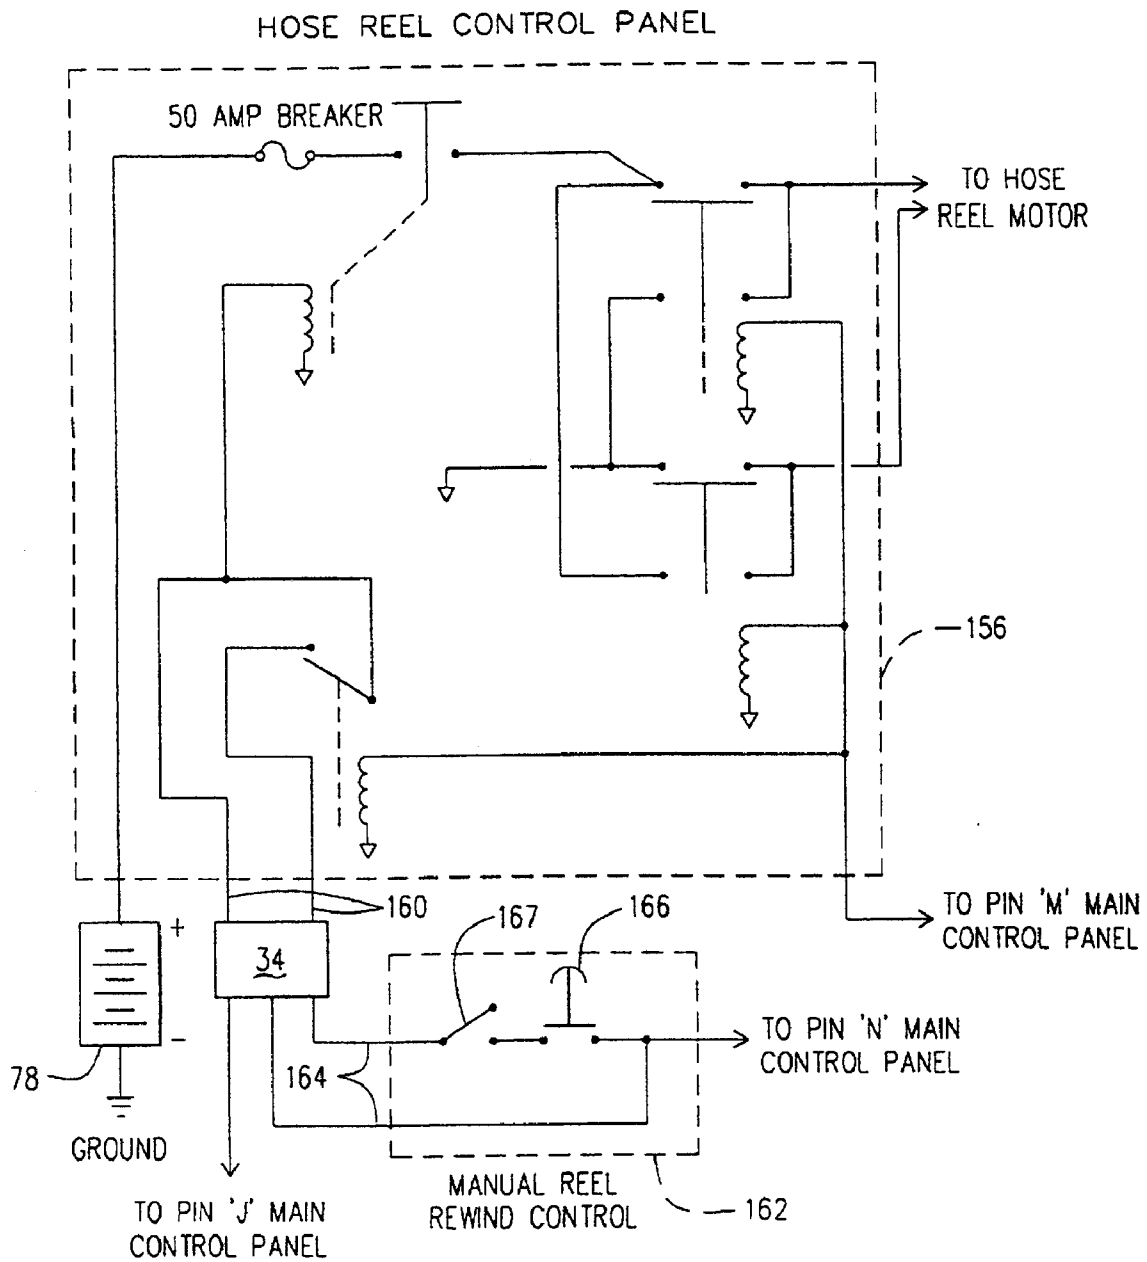 HOSE REEL CONTROL PANEL
50 AMP BREAKER
TO HOSE
REEL MOTOR
156
160
167
166
TO PIN 'M' MAIN
CONTROL PANEL
+
34
−
TO PIN 'N' MAIN
CONTROL PANEL
78
164
GROUND
MANUAL REEL
REWIND CONTROL
162
TO PIN 'J' MAIN
CONTROL PANEL